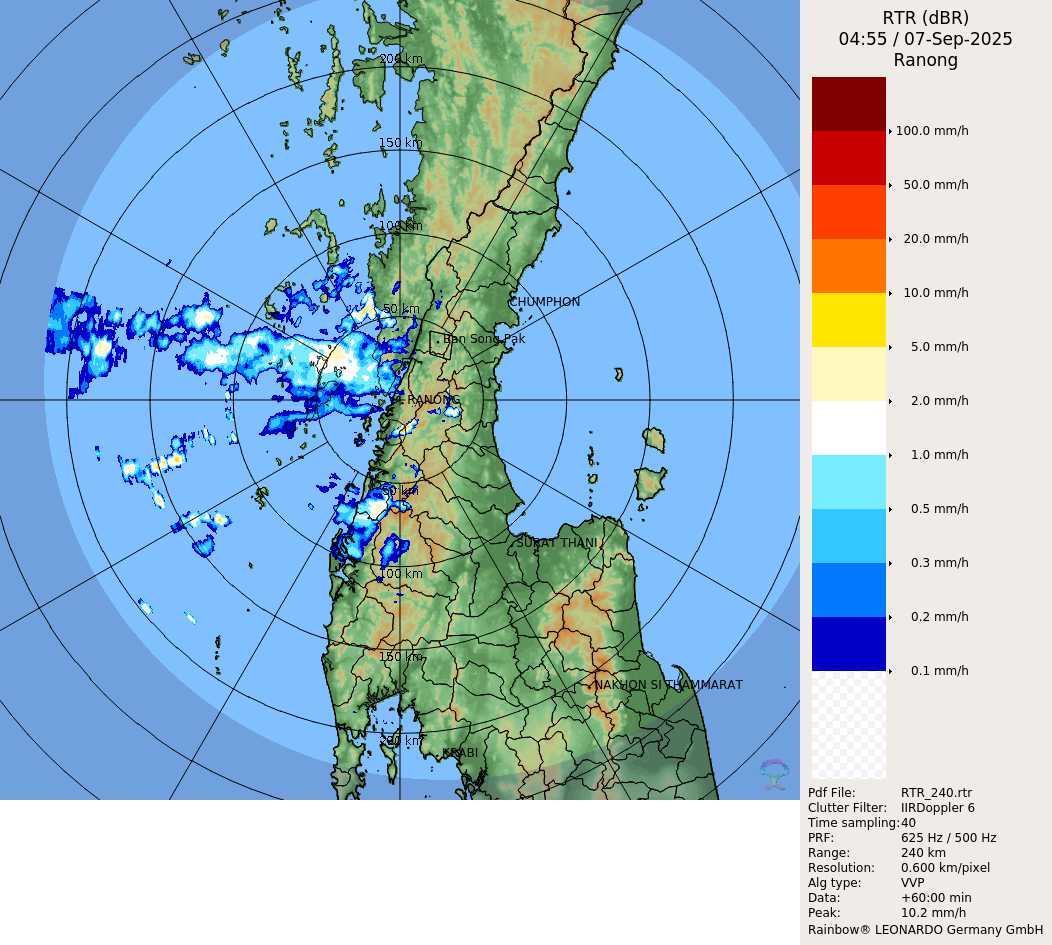 RTR (dBR)
04:55 / 07-Sep-2025
Ranong
200 km
150 km
100 km
50 km
CHUMPHON
Ban Song Pak
RANONG
50 km
SURAT THANI
100 km
150 km
NAKHON SI THAMMARAT
200 km
KRABI
100.0 mm/h
50.0 mm/h
20.0 mm/h
10.0 mm/h
5.0 mm/h
2.0 mm/h
1.0 mm/h
0.5 mm/h
0.3 mm/h
0.2 mm/h
0.1 mm/h
Pdf File: RTR_240.rtr
Clutter Filter: IIRDoppler 6
Time sampling:40
PRF: 625 Hz / 500 Hz
Range: 240 km
Resolution: 0.600 km/pixel
Alg type: VVP
Data: +60:00 min
Peak: 10.2 mm/h
Rainbow® LEONARDO Germany GmbH